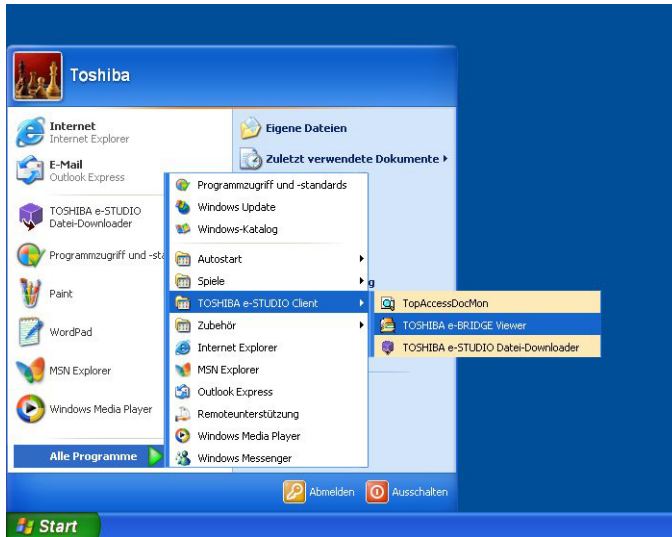 Toshiba
Internet
Internet Explorer
E-Mail
Outlook Express
TOSHIBA e-STUDIO
Datei-Downloader
Programmzugriff und -sta
Paint
WordPad
MSN Explorer
Windows Media Player
Alle Programme
Eigene Dateien
Zuletzt verwendete Dokumente
g
Programmzugriff und -standards
Windows Update
Windows-Katalog
Autostart
Spiele
TOSHIBA e-STUDIO Client
Zubehör
Internet Explorer
MSN Explorer
Outlook Express
Remoteunterstützung
Windows Media Player
Windows Messenger
TopAccessDocMon
TOSHIBA e-BRIDGE Viewer
TOSHIBA e-STUDIO Datei-Downloader
Abmelden
Ausschalten
Start